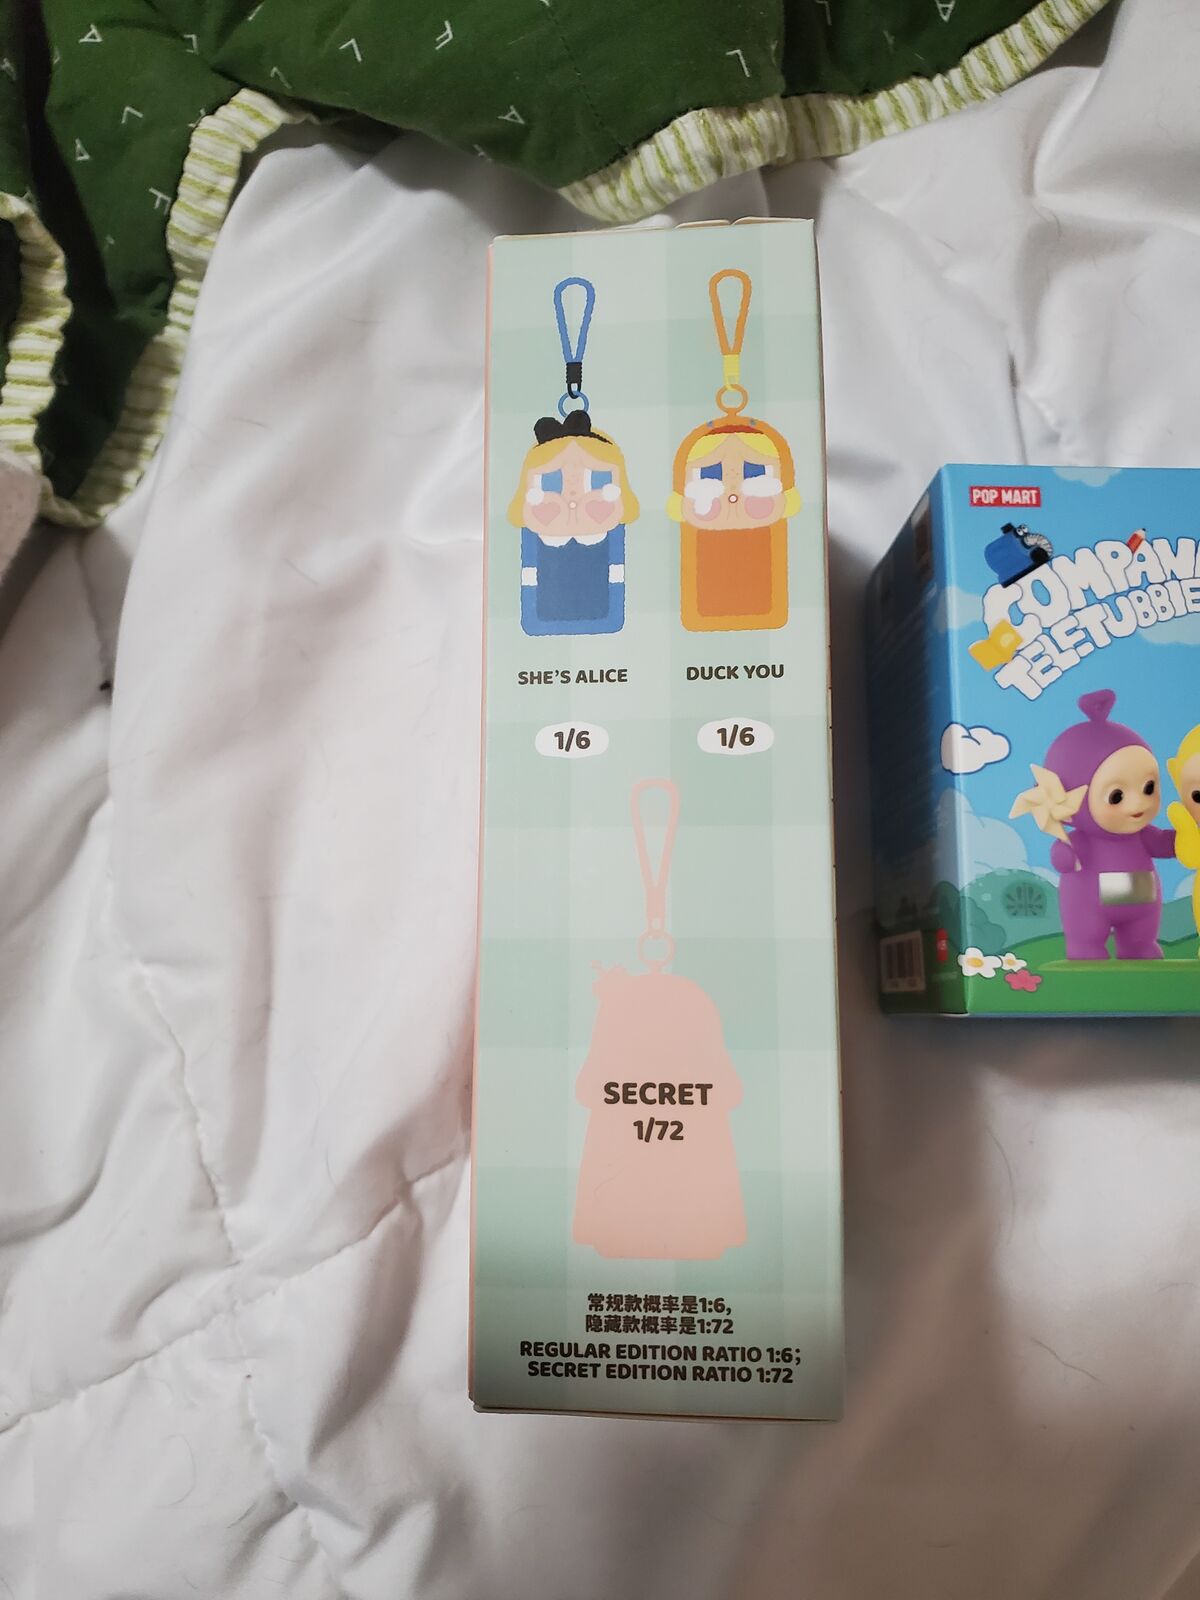 SHE'S ALICE
DUCK YOU
1/6
1/6
SECRET
1/72
常规款概率是1:6,
隐藏款概率是1:72
REGULAR EDITION RATIO 1:6;
SECRET EDITION RATIO 1:72
POP MART
COMPAN
TELETUBBIE